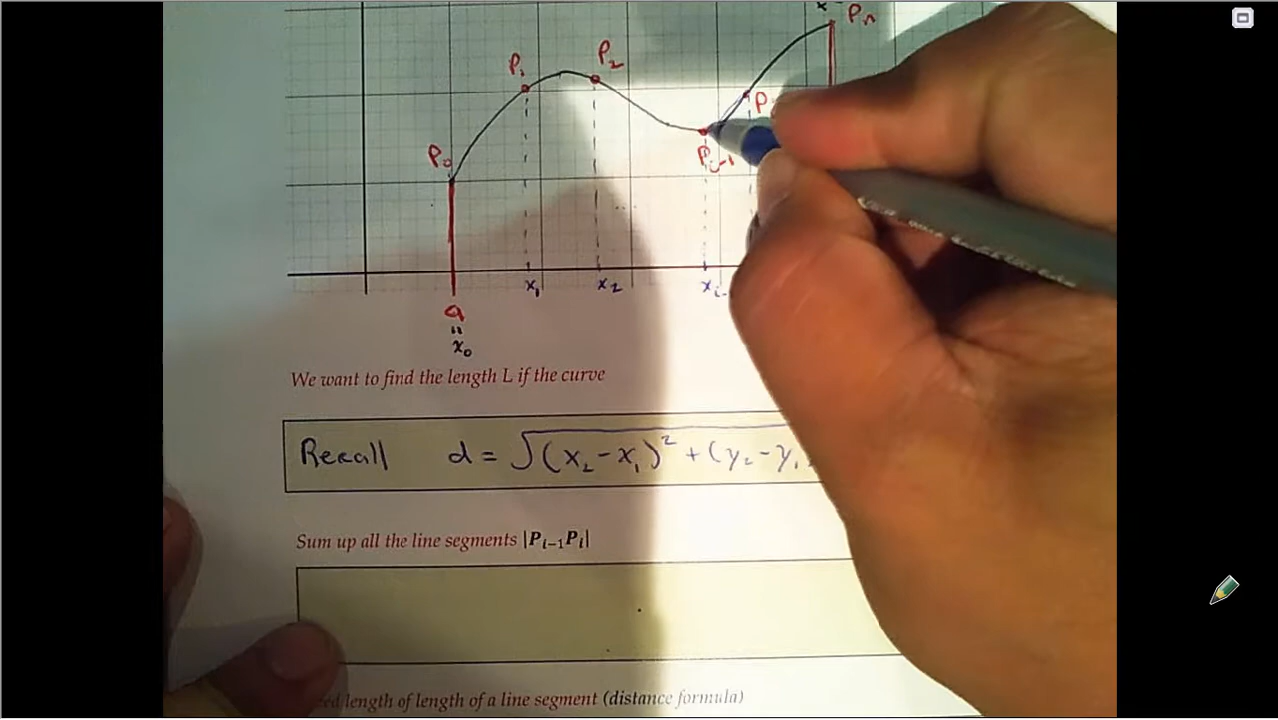 Pₙ
P₁ P₂
P
P₀
Pᵢ₋₁
x₁ x₂
a
"
x₀
We want to find the length L if the curve
Recall d = √(x₂ - x₁)² + (y₂ - y₁
Sum up all the line segments |Pᵢ₋₁Pᵢ|
length of length of a line segment (distance formula)